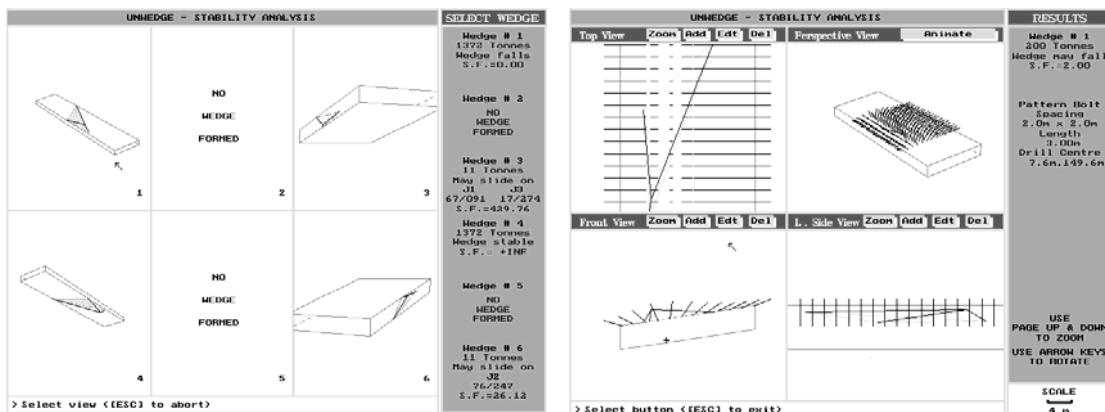 UNWEDGE - STABILITY ANALYSIS
1
NO
WEDGE
FORMED
2
3
4
NO
WEDGE
FORMED
5
6
> Select view ([ESC] to abort)
SELECT WEDGE
Wedge # 1
1372 Tonnes
Wedge falls
S.F.=0.00
Wedge # 2
NO
WEDGE
FORMED
Wedge # 3
11 Tonnes
May slide on
J1 J3
67/091 17/274
S.F.=439.76
Wedge # 4
1372 Tonnes
Wedge stable
S.F.= +INF
Wedge # 5
NO
WEDGE
FORMED
Wedge # 6
11 Tonnes
May slide on
J2
76/247
S.F.=26.12
UNWEDGE - STABILITY ANALYSIS
Top View Zoom Add Edt Del
Perspective View Animate
Front View Zoom Add Edt Del
L. Side View Zoom Add Edt Del
> Select button ([ESC] to exit)
RESULTS
Wedge # 1
200 Tonnes
Wedge may fall
S.F.=2.00
Pattern Bolt
Spacing
2.0m x 2.0m
Length
3.00m
Drill Centre
7.6m,149.6m
USE
PAGE UP & DOWN
TO ZOOM
USE ARROW KEYS
TO ROTATE
SCALE
4 m